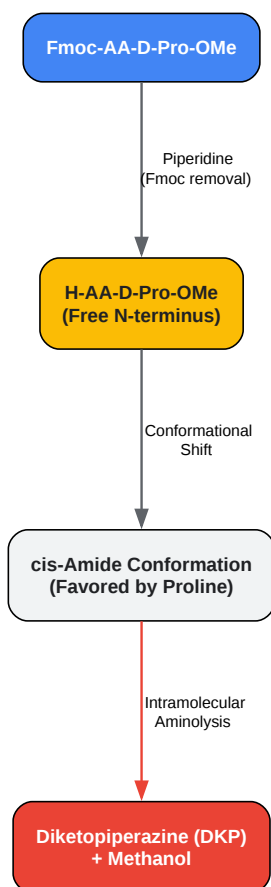 Fmoc-AA-D-Pro-OMe
Piperidine
(Fmoc removal)
H-AA-D-Pro-OMe
(Free N-terminus)
Conformational
Shift
cis-Amide Conformation
(Favored by Proline)
Intramolecular
Aminolysis
Diketopiperazine (DKP)
+ Methanol